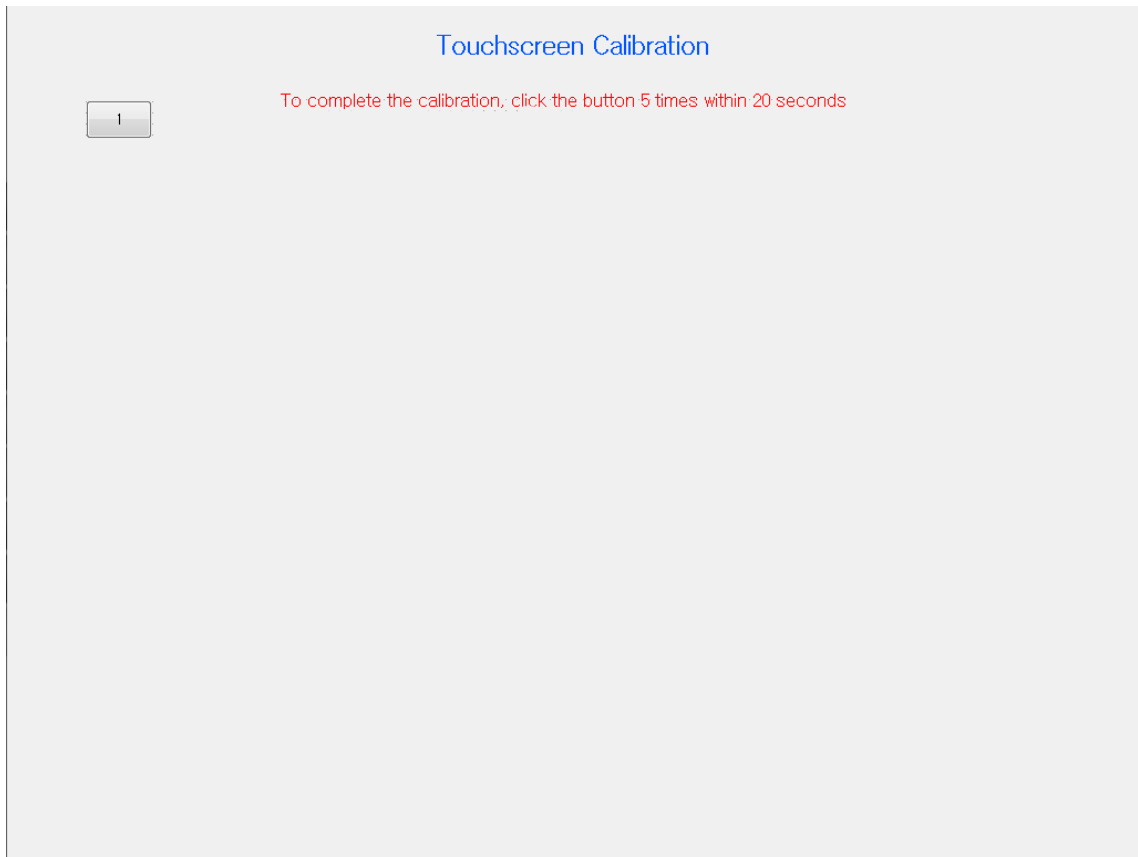 Touchscreen Calibration
To complete the calibration, click the button 5 times within 20 seconds
1